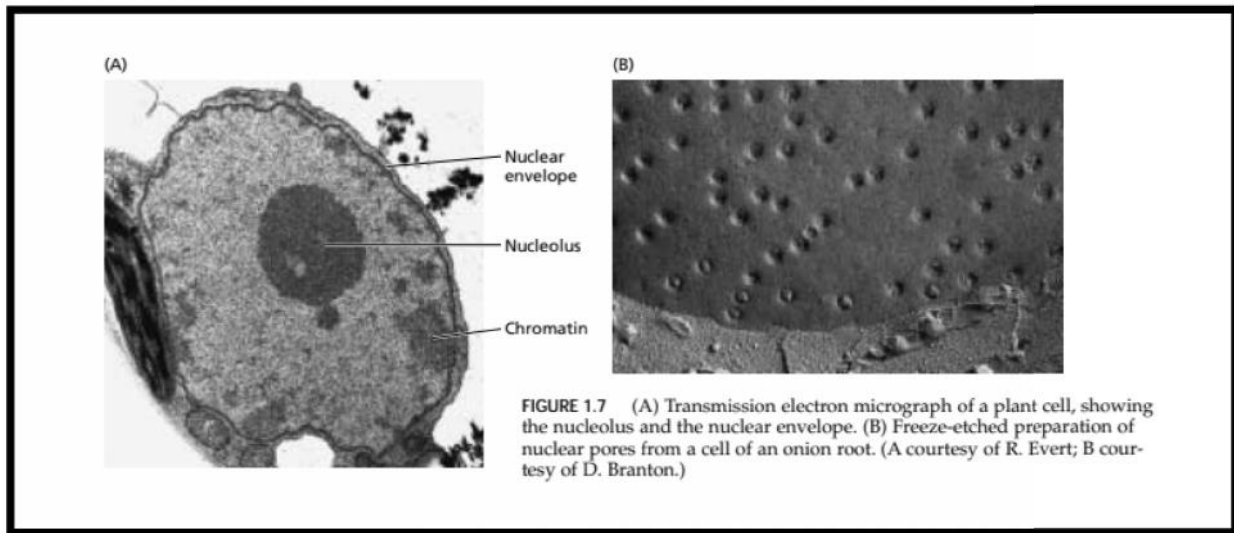 (A)
(B)
Nuclear
envelope
Nucleolus
Chromatin
FIGURE 1.7 (A) Transmission electron micrograph of a plant cell, showing
the nucleolus and the nuclear envelope. (B) Freeze-etched preparation of
nuclear pores from a cell of an onion root. (A courtesy of R. Evert; B cour-
tesy of D. Branton.)